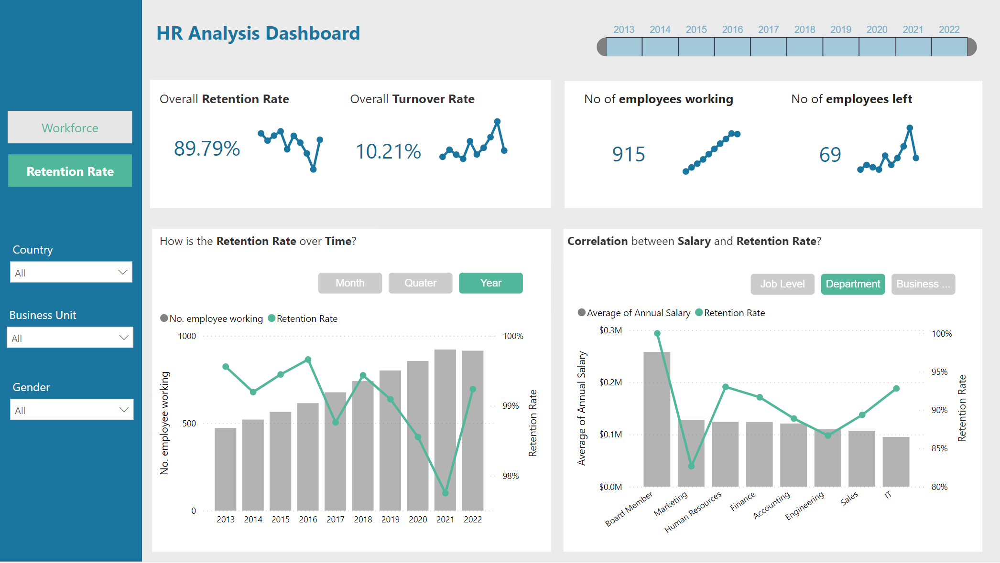 HR Analysis Dashboard
2013 2014 2015 2016 2017 2018 2019 2020 2021 2022
Workforce
Retention Rate
Country
All
Business Unit
All
Gender
All
Overall Retention Rate
89.79%
Overall Turnover Rate
10.21%
No of employees working
915
No of employees left
69
How is the Retention Rate over Time?
Month Quater Year
No. employee working Retention Rate
No. employee working
1000
500
0
100%
99%
98%
Retention Rate
2013 2014 2015 2016 2017 2018 2019 2020 2021 2022
Correlation between Salary and Retention Rate?
Job Level Department Business ...
Average of Annual Salary Retention Rate
Average of Annual Salary
$0.3M
$0.2M
$0.1M
$0.0M
100%
95%
90%
85%
80%
Retention Rate
Board Member
Marketing
Human Resources
Finance
Accounting
Engineering
Sales
IT